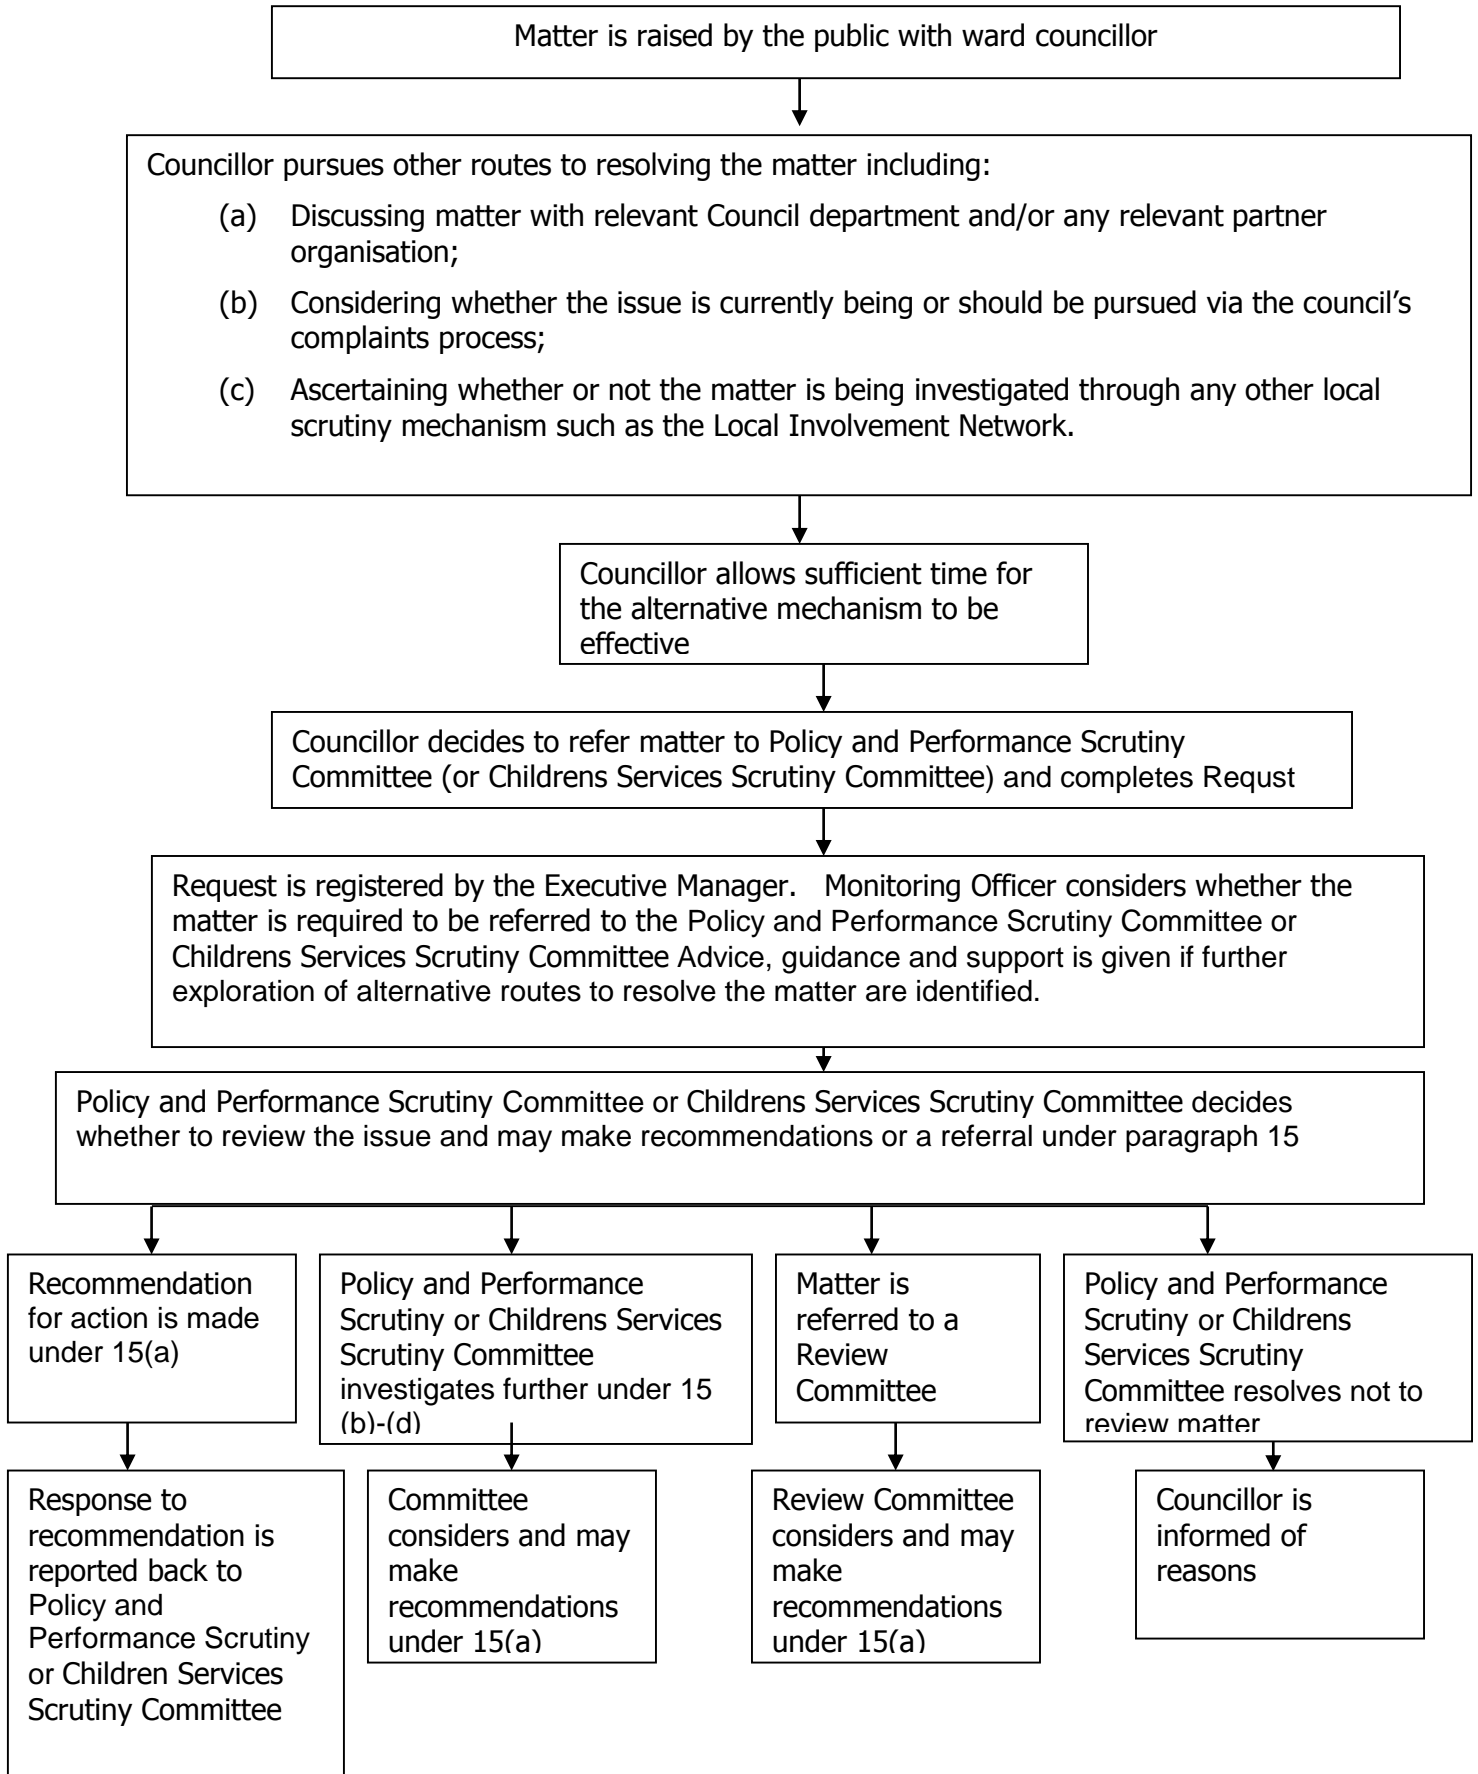 Matter is raised by the public with ward councillor
Councillor pursues other routes to resolving the matter including:
(a) Discussing matter with relevant Council department and/or any relevant partner
organisation;
(b) Considering whether the issue is currently being or should be pursued via the council’s
complaints process;
(c) Ascertaining whether or not the matter is being investigated through any other local
scrutiny mechanism such as the Local Involvement Network.
Councillor allows sufficient time for
the alternative mechanism to be
effective
Councillor decides to refer matter to Policy and Performance Scrutiny
Committee (or Childrens Services Scrutiny Committee) and completes Requst
Request is registered by the Executive Manager. Monitoring Officer considers whether the
matter is required to be referred to the Policy and Performance Scrutiny Committee or
Childrens Services Scrutiny Committee Advice, guidance and support is given if further
exploration of alternative routes to resolve the matter are identified.
Policy and Performance Scrutiny Committee or Childrens Services Scrutiny Committee decides
whether to review the issue and may make recommendations or a referral under paragraph 15
Recommendation
for action is made
under 15(a)
Policy and Performance
Scrutiny or Childrens Services
Scrutiny Committee
investigates further under 15
(b)-(d)
Matter is
referred to a
Review
Committee
Policy and Performance
Scrutiny or Childrens
Services Scrutiny
Committee resolves not to
review matter
Response to
recommendation is
reported back to
Policy and
Performance Scrutiny
or Children Services
Scrutiny Committee
Committee
considers and may
make
recommendations
under 15(a)
Review Committee
considers and may
make
recommendations
under 15(a)
Councillor is
informed of
reasons